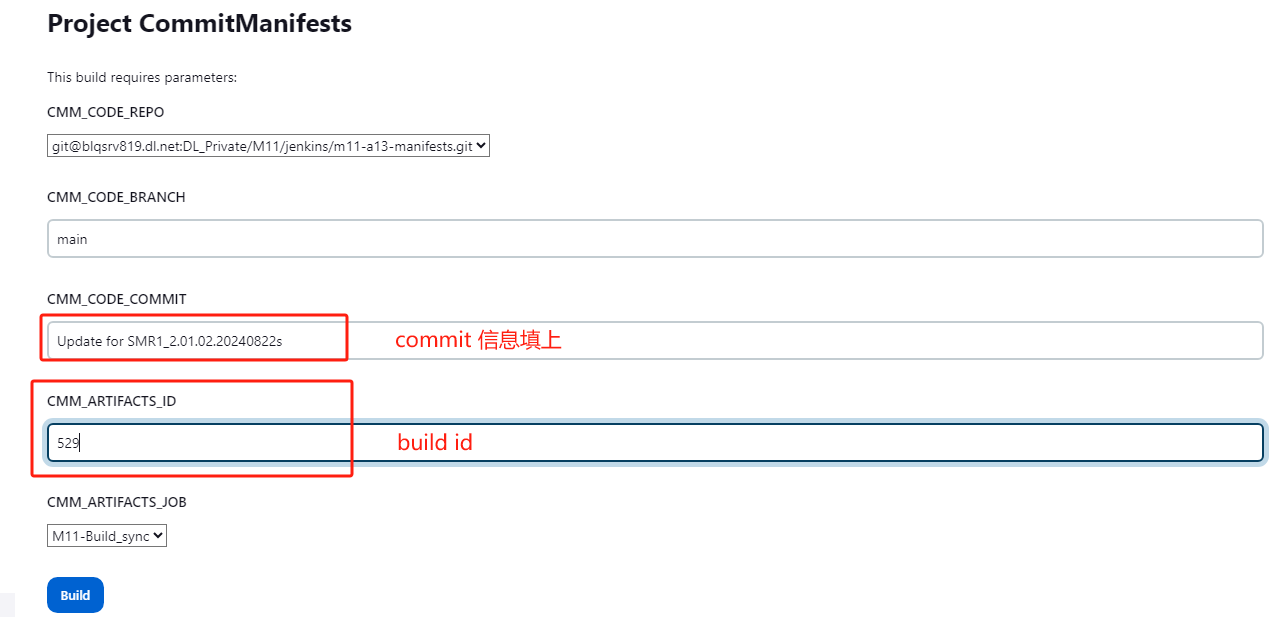 Project CommitManifests
This build requires parameters:
CMM_CODE_REPO
git@blqsrv819.dl.net:DL_Private/M11/jenkins/m11-a13-manifests.git
CMM_CODE_BRANCH
main
CMM_CODE_COMMIT
Update for SMR1_2.01.02.20240822s commit 信息填上
CMM_ARTIFACTS_ID
529 build id
CMM_ARTIFACTS_JOB
M11-Build_sync
Build